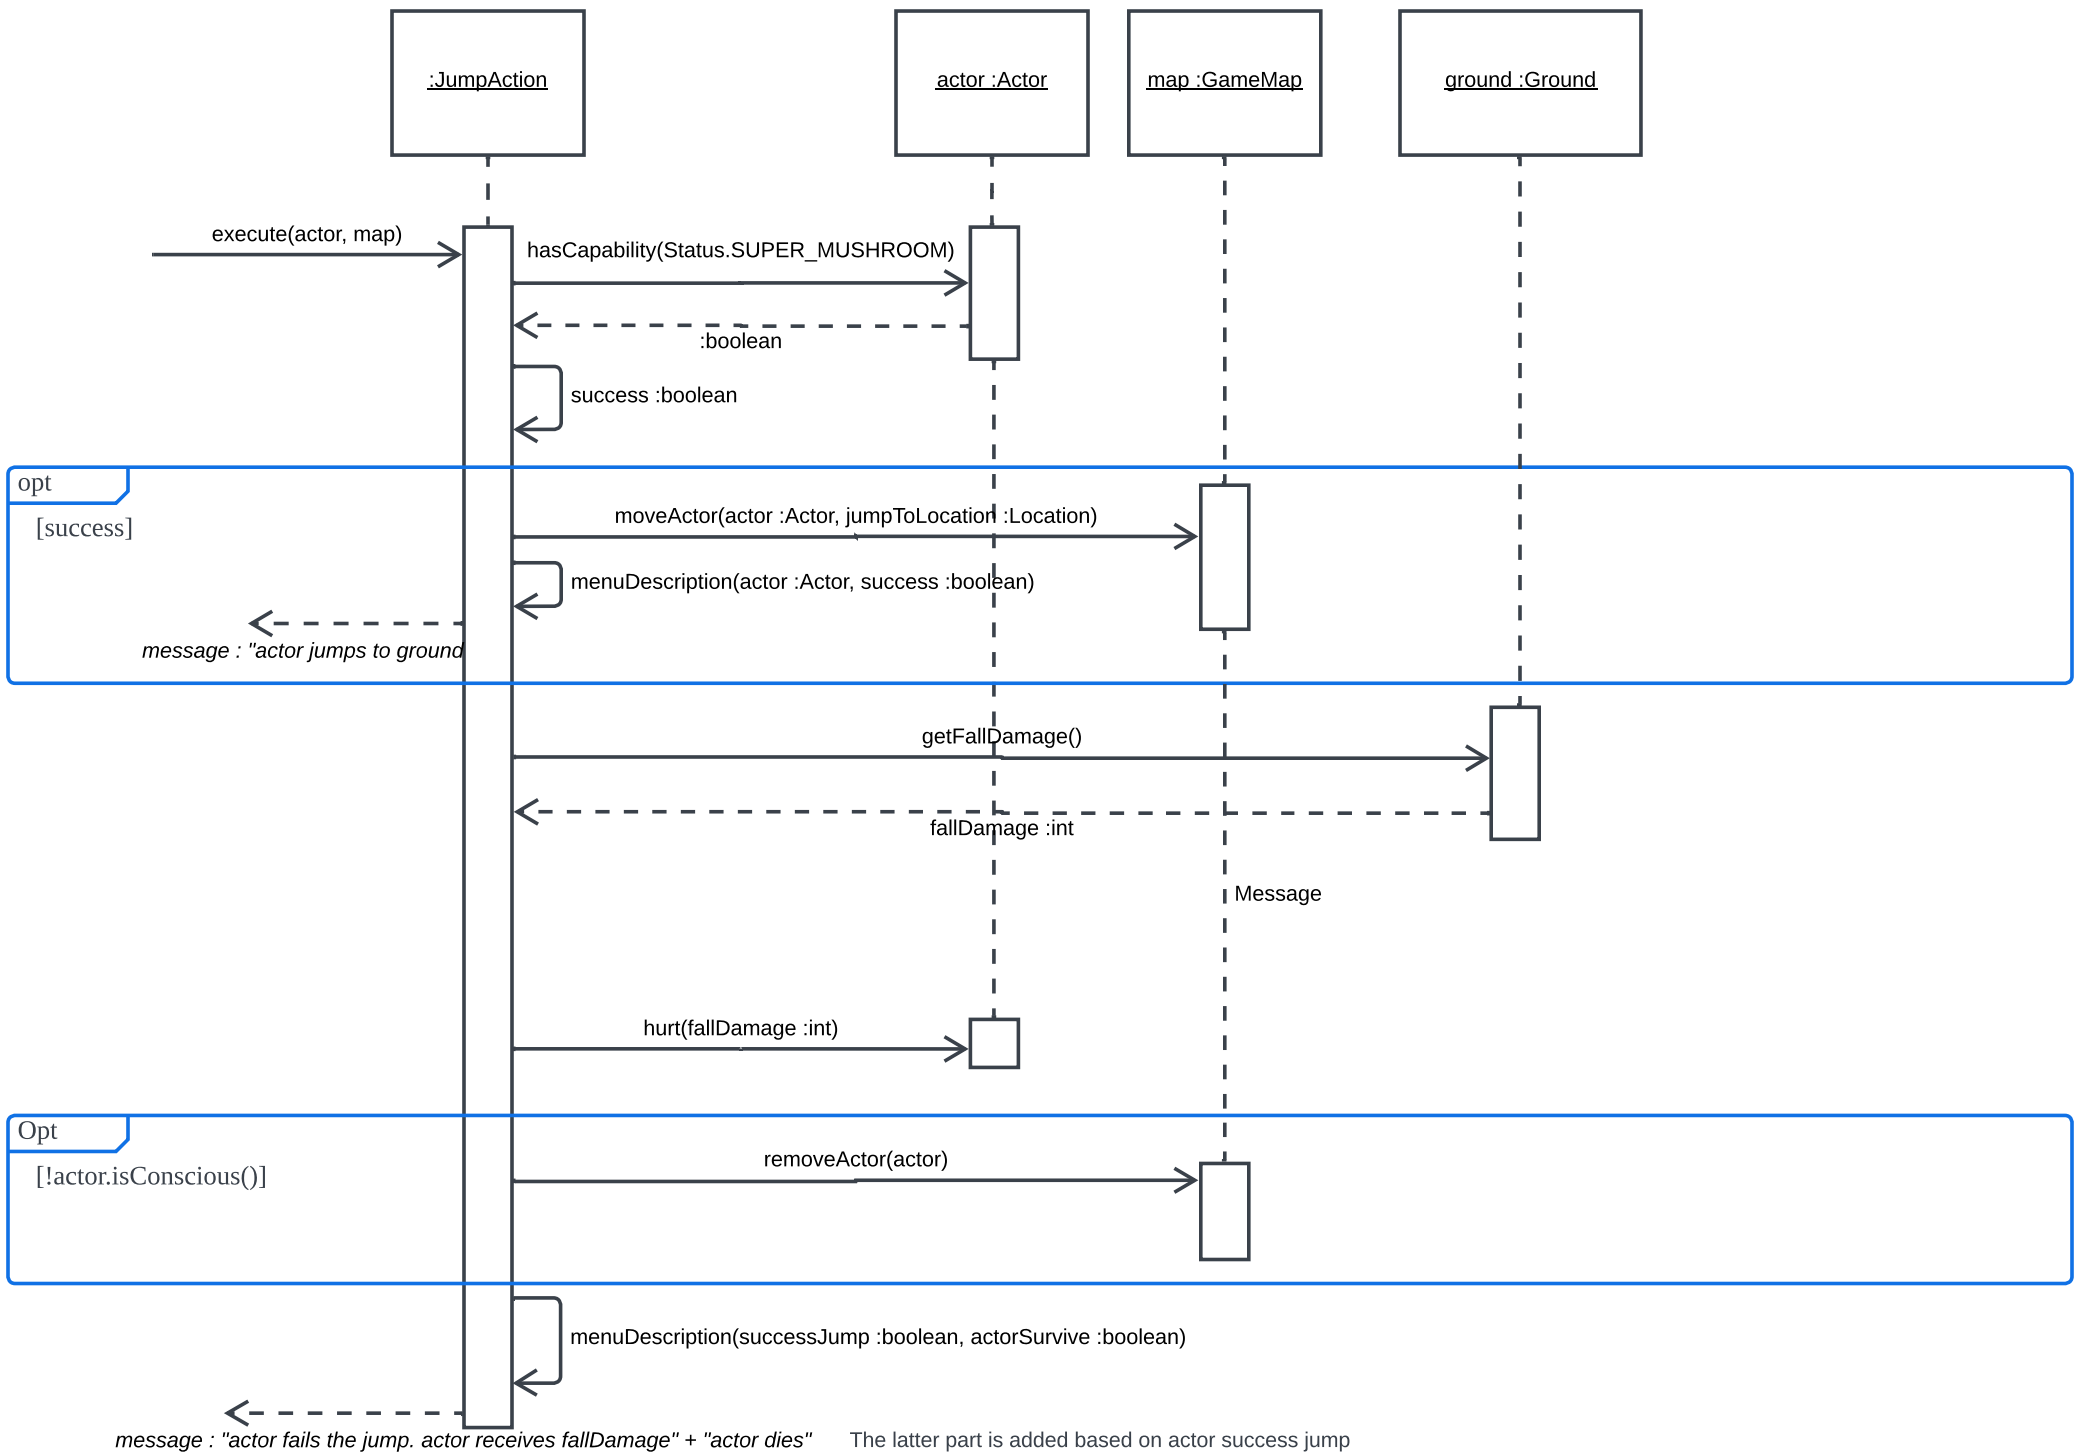 :JumpAction
actor :Actor
map :GameMap
ground :Ground
execute(actor, map)
hasCapability(Status.SUPER_MUSHROOM)
:boolean
success :boolean
opt
[success]
moveActor(actor :Actor, jumpToLocation :Location)
menuDescription(actor :Actor, success :boolean)
message : "actor jumps to ground
getFallDamage()
fallDamage :int
Message
hurt(fallDamage :int)
Opt
[!actor.isConscious()]
removeActor(actor)
menuDescription(successJump :boolean, actorSurvive :boolean)
message : "actor fails the jump. actor receives fallDamage" + "actor dies"
The latter part is added based on actor success jump